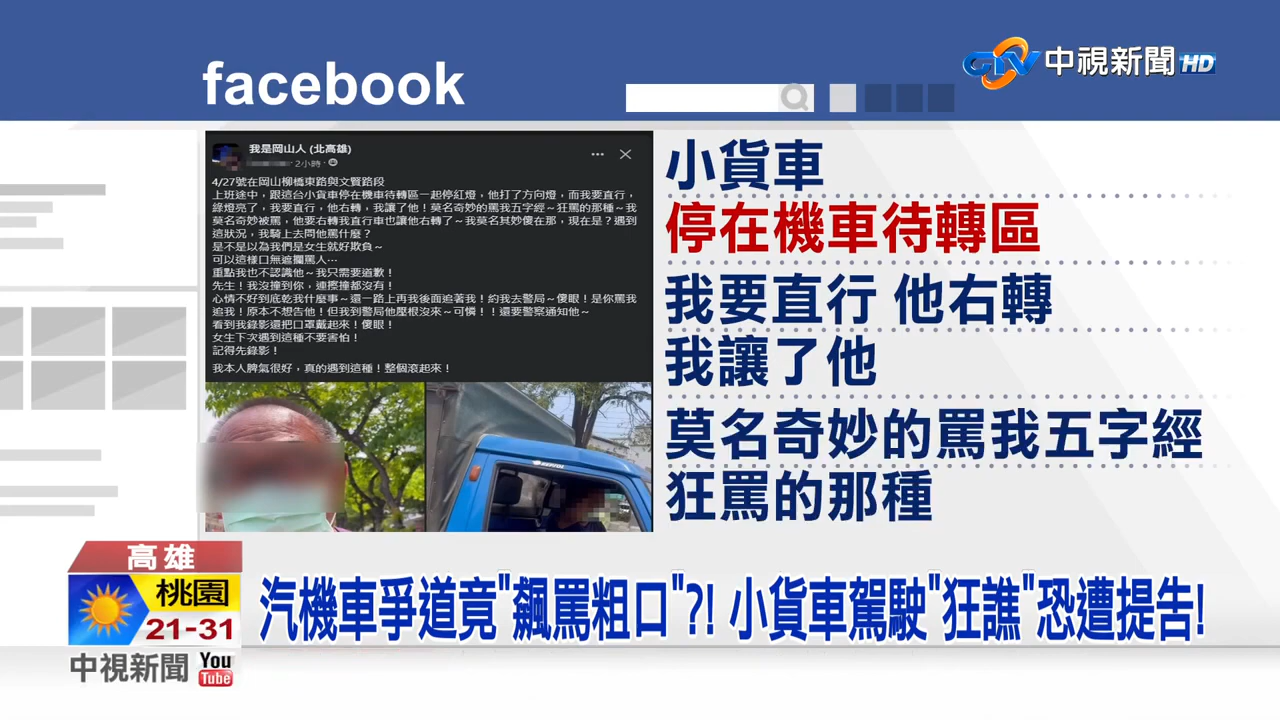 facebook
CTV 中視新聞 HD
我是岡山人 (北高雄)
2小時
4/27號在岡山柳橋東路與文賢路段
上班途中，跟這台小貨車停在機車待轉區一起停紅燈，他打了方向燈，而我要直行，
綠燈亮了，我要直行，他右轉，我讓了他！莫名奇妙的罵我五字經～狂罵的那種～我
莫名奇妙被罵，他要右轉我直行車也讓他右轉了～我莫名其妙傻在那，現在是？遇到
這狀況，我騎上去問他罵什麼？
是不是以為我們是女生就好欺負～
可以這樣口無遮攔罵人⋯
重點我也不認識他～我只需要道歉！
先生！我沒撞到你，連擦撞都沒有！
心情不好到底乾我什麼事～還一路上再我後面追著我！約我去警局～傻眼！是你罵我
追我！原本不想告他！但我到警局他壓根沒來～可憐！！還要警察通知他～
看到我錄影還把口罩戴起來！傻眼！
女生下次遇到這種不要害怕！
記得先錄影！
我本人脾氣很好，真的遇到這種！整個滾起來！
小貨車
停在機車待轉區
我要直行 他右轉
我讓了他
莫名奇妙的罵我五字經
狂罵的那種
高雄
桃園
21-31
汽機車爭道竟"飆罵粗口"?! 小貨車駕駛"狂譙"恐遭提告!
中視新聞 YouTube